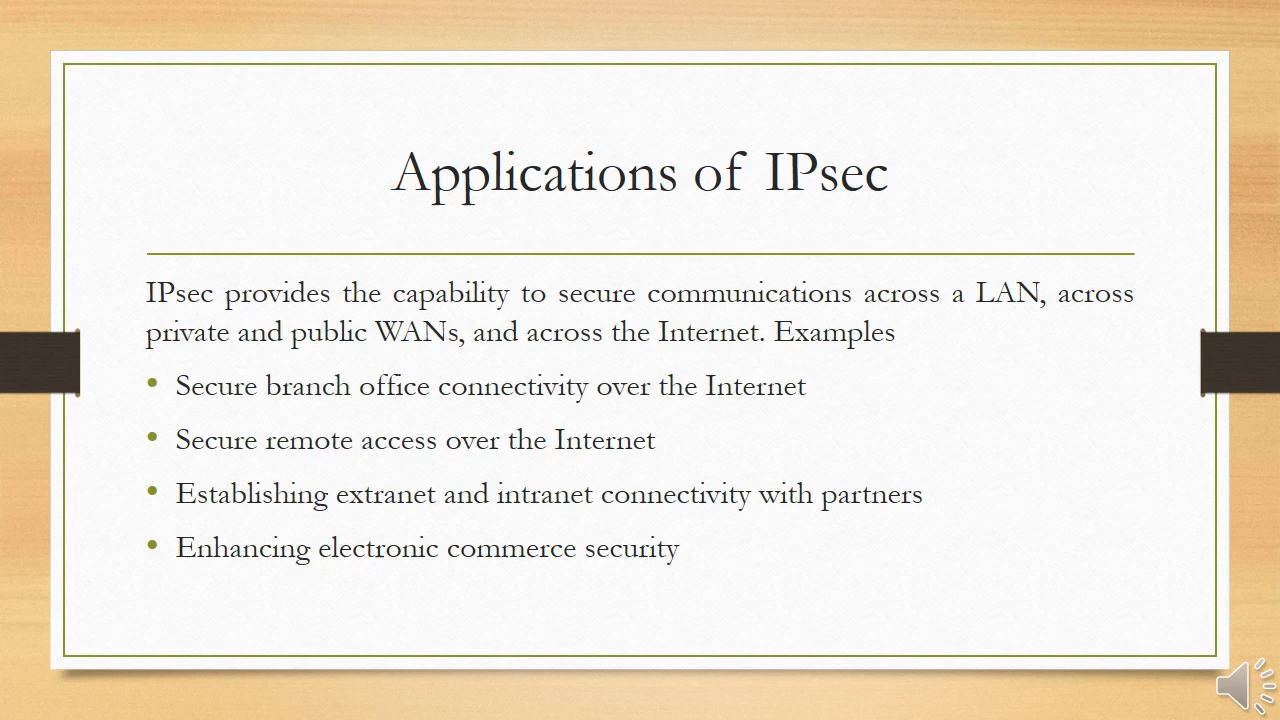 Applications of IPsec
IPsec provides the capability to secure communications across a LAN, across
private and public WANs, and across the Internet. Examples
• Secure branch office connectivity over the Internet
• Secure remote access over the Internet
• Establishing extranet and intranet connectivity with partners
• Enhancing electronic commerce security